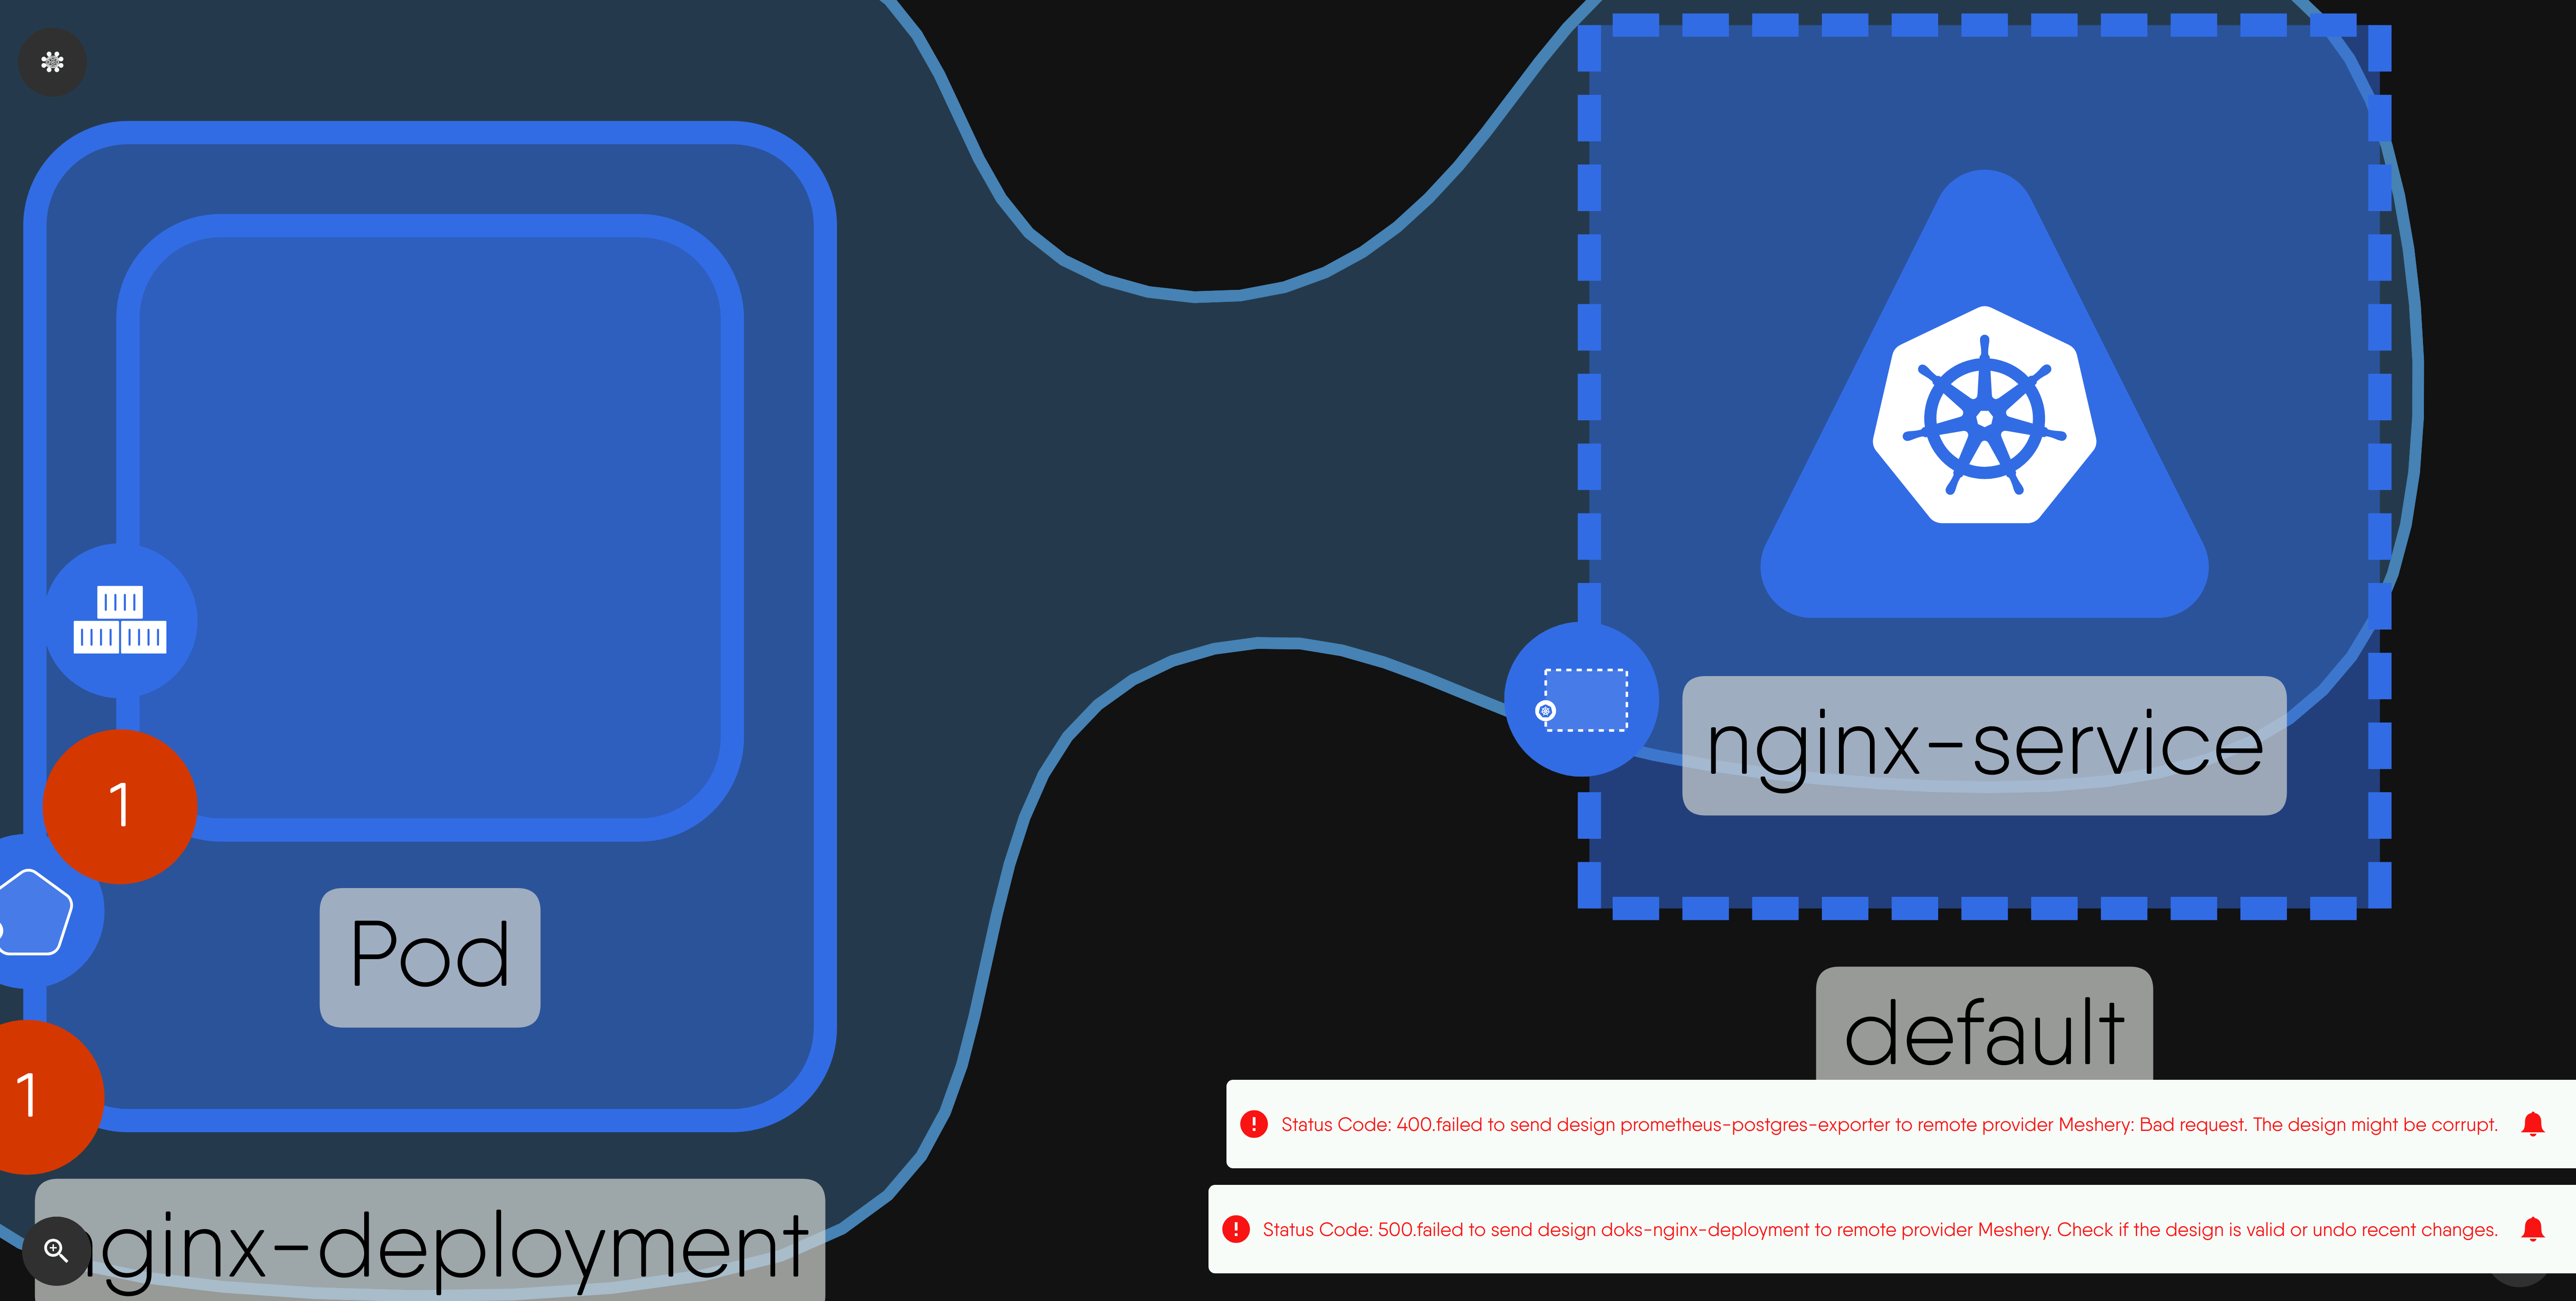 nginx-service
1
Pod
default
1
Status Code: 400.failed to send design prometheus-postgres-exporter to remote provider Meshery: Bad request. The design might be corrupt.
nginx-deployment
Status Code: 500.failed to send design doks-nginx-deployment to remote provider Meshery. Check if the design is valid or undo recent changes.